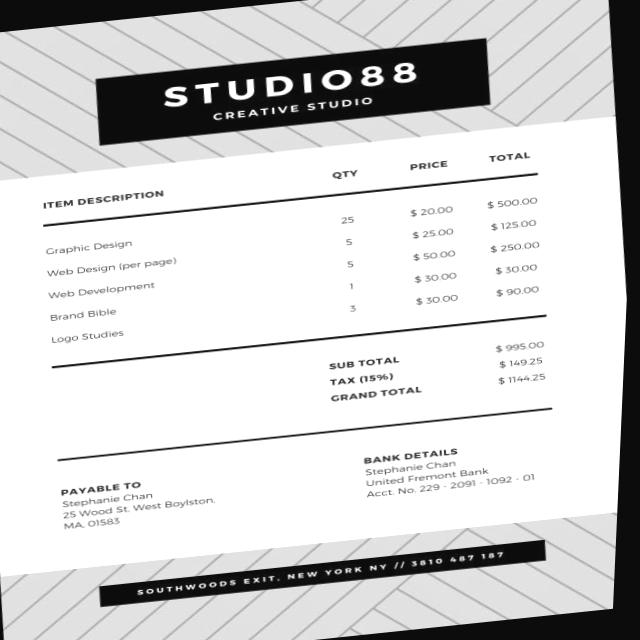 STUDIO88
CREATIVE STUDIO
ITEM DESCRIPTION QTY PRICE TOTAL
Graphic Design 25 $ 20.00 $ 500.00
Web Design (per page) 5 $ 25.00 $ 125.00
Web Development 5 $ 50.00 $ 250.00
Brand Bible 1 $ 30.00 $ 30.00
Logo Studies 3 $ 30.00 $ 90.00
SUB TOTAL $ 995.00
TAX (15%) $ 149.25
GRAND TOTAL $ 1144.25
PAYABLE TO
Stephanie Chan
25 Wood St. West Boylston,
MA, 01583
BANK DETAILS
Stephanie Chan
United Fremont Bank
Acct. No. 229 - 2091 - 1092 - 01
SOUTHWOODS EXIT, NEW YORK NY // 3810 487 187